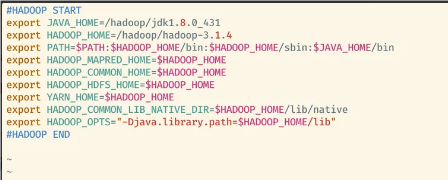 #HADOOP START
export JAVA_HOME=/hadoop/jdk1.8.0_431
export HADOOP_HOME=/hadoop/hadoop-3.1.4
export PATH=$PATH:$HADOOP_HOME/bin:$HADOOP_HOME/sbin:$JAVA_HOME/bin
export HADOOP_MAPRED_HOME=$HADOOP_HOME
export HADOOP_COMMON_HOME=$HADOOP_HOME
export HADOOP_HDFS_HOME=$HADOOP_HOME
export YARN_HOME=$HADOOP_HOME
export HADOOP_COMMON_LIB_NATIVE_DIR=$HADOOP_HOME/lib/native
export HADOOP_OPTS="-Djava.library.path=$HADOOP_HOME/lib"
#HADOOP END
~
~